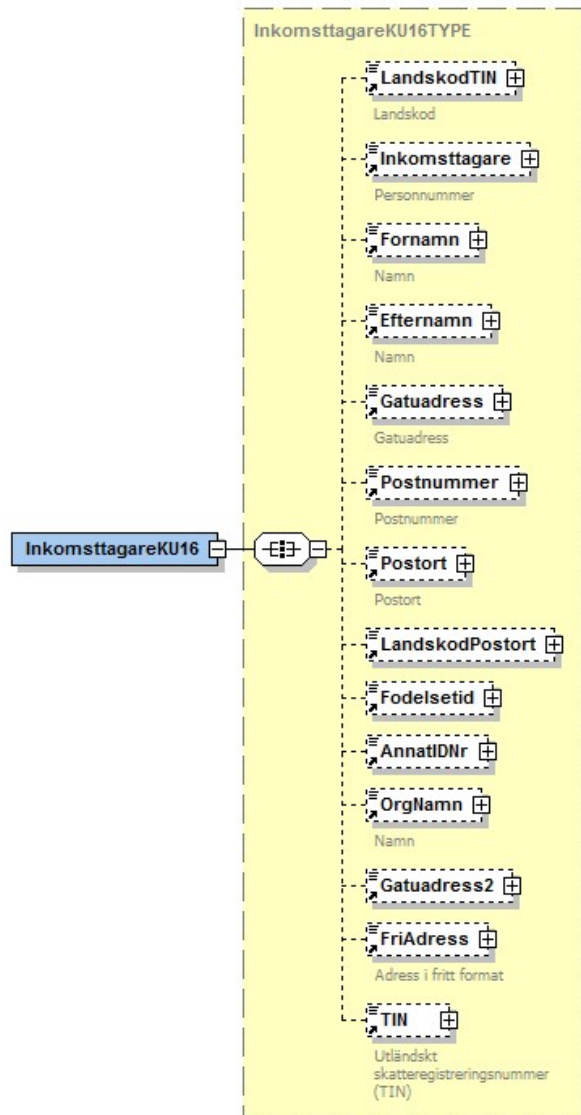 InkomsttagareKU16TYPE
LandskodTIN
Landskod
Inkomsttagare
Personnummer
Fornamn
Namn
Efternamn
Namn
Gatuadress
Gatuadress
Postnummer
Postnummer
InkomsttagareKU16
Postort
Postort
LandskodPostort
Fodelsetid
AnnatIDNr
OrgNamn
Namn
Gatuadress2
FriAdress
Adress i fritt format
TIN
Utländskt
skatteregistreringsnummer
(TIN)